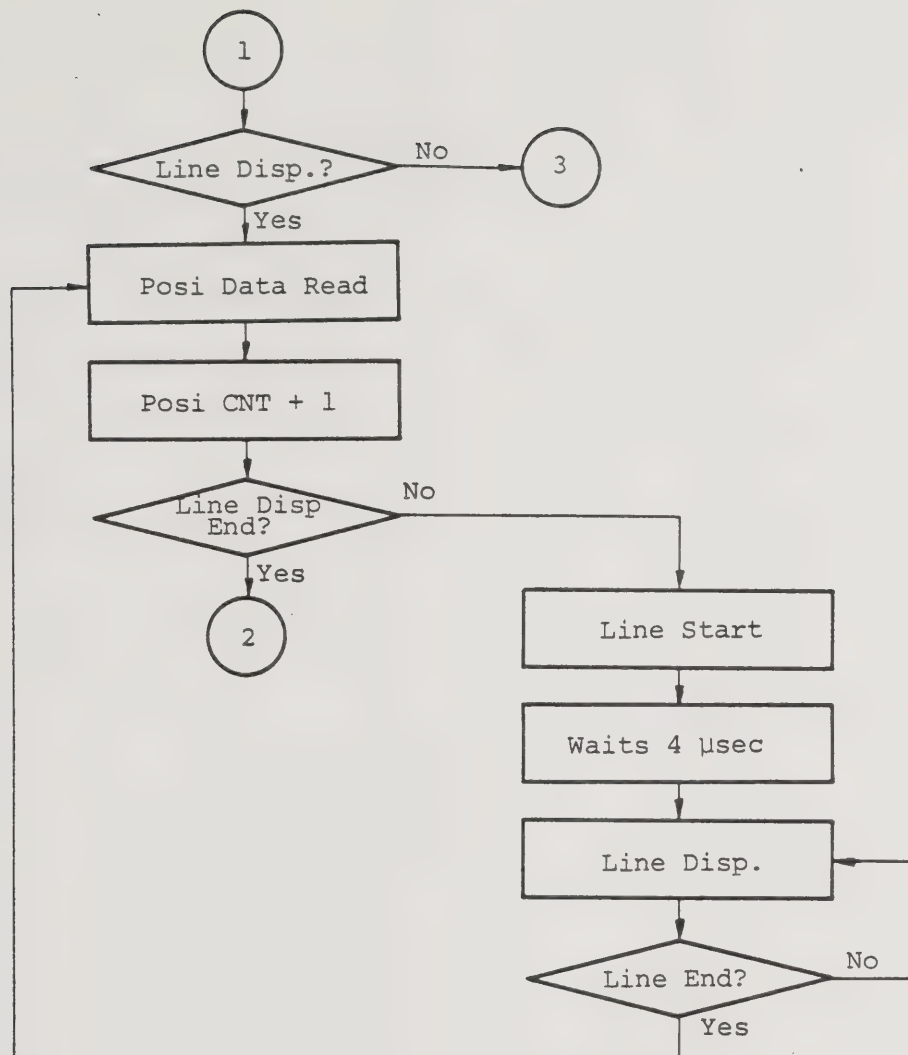 1
Line Disp.?
No
3
Yes
Posi Data Read
Posi CNT + 1
Line Disp
End?
No
Yes
2
Line Start
Waits 4 µsec
Line Disp.
Line End?
No
Yes